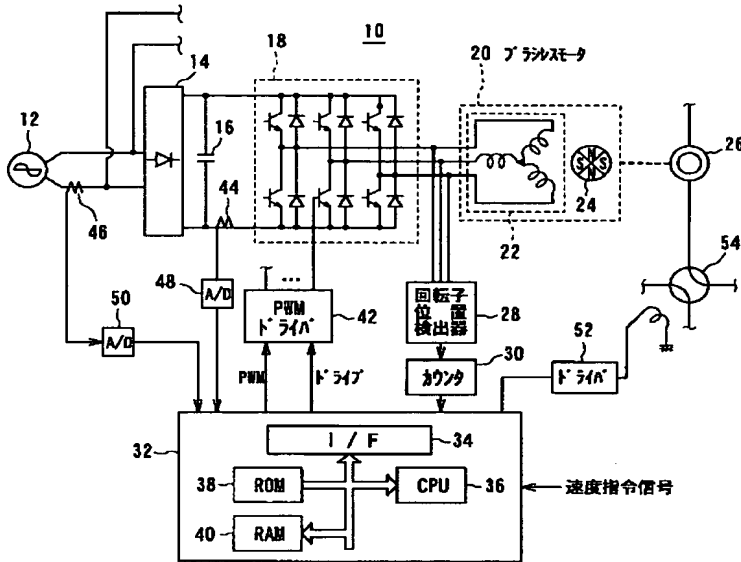 10
14
18
20 ブラシレスモータ
12
16
26
S N S N
24
44
46
22
54
48
A/D
50
A/D
…
PWM
ドライバ
42
回転子
位置
検出器
28
52
ドライバ
カウンタ
30
PWM
ドライブ
32
I / F
34
38
ROM
CPU
36
速度指令信号
40
RAM